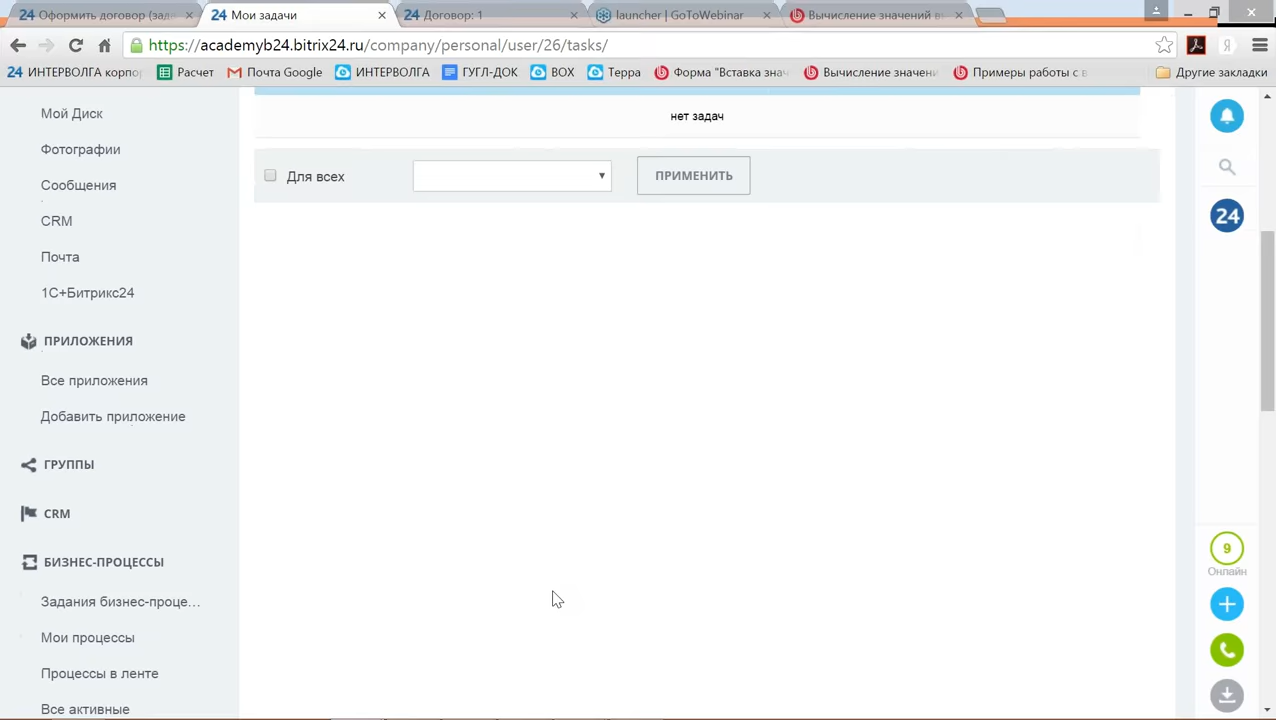 24 Оформить договор (зада
24 Мои задачи
24 Договор: 1
launcher | GoToWebinar
Вычисление значений в
https://academyb24.bitrix24.ru/company/personal/user/26/tasks/
Я
24 ИНТЕРВОЛГА корпо
Расчет
Почта Google
ИНТЕРВОЛГА
ГУГЛ-ДОК
BOX
Терра
Форма "Вставка знач
Вычисление значени
Примеры работы с в
Другие закладки
Мой Диск
Фотографии
Сообщения
CRM
Почта
1С+Битрикс24
ПРИЛОЖЕНИЯ
Все приложения
Добавить приложение
ГРУППЫ
CRM
БИЗНЕС-ПРОЦЕССЫ
Задания бизнес-проце...
Мои процессы
Процессы в ленте
Все активные
нет задач
Для всех
ПРИМЕНИТЬ
24
9
Онлайн